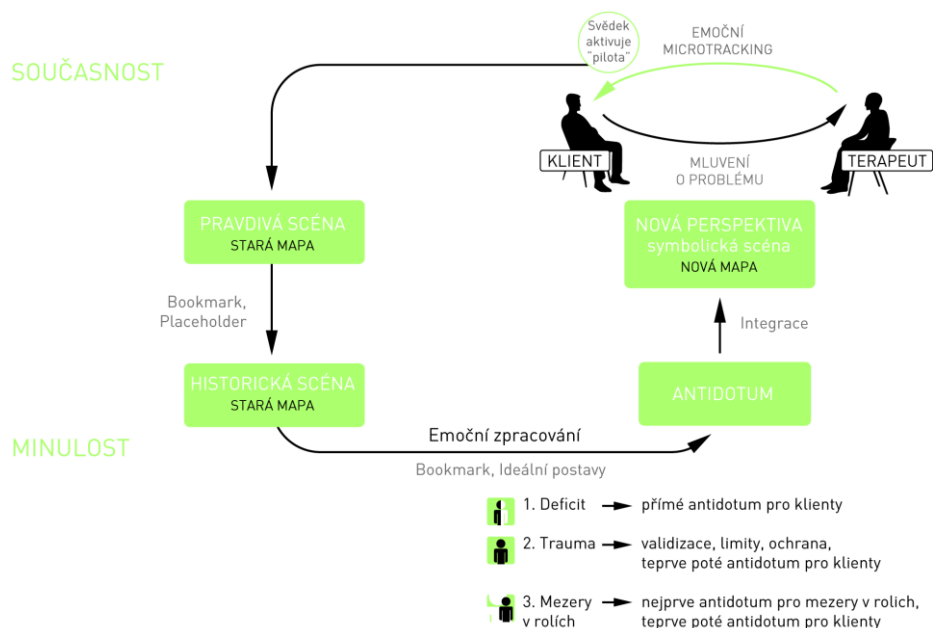 SOUČASNOST
Svědek
aktivuje
"pilota"
EMOČNÍ
MICROTRACKING
KLIENT
TERAPEUT
MLUVENÍ
O PROBLÉMU
PRAVDIVÁ SCÉNA
STARÁ MAPA
NOVÁ PERSPEKTIVA
symbolická scéna
NOVÁ MAPA
Bookmark,
Placeholder
Integrace
HISTORICKÁ SCÉNA
STARÁ MAPA
ANTIDOTUM
MINULOST
Emoční zpracování
Bookmark, Ideální postavy
1. Deficit
přímé antidotum pro klienty
2. Trauma
validizace, limity, ochrana,
teprve poté antidotum pro klienty
3. Mezery
v rolích
nejprve antidotum pro mezery v rolich,
teprve poté antidotum pro klienty